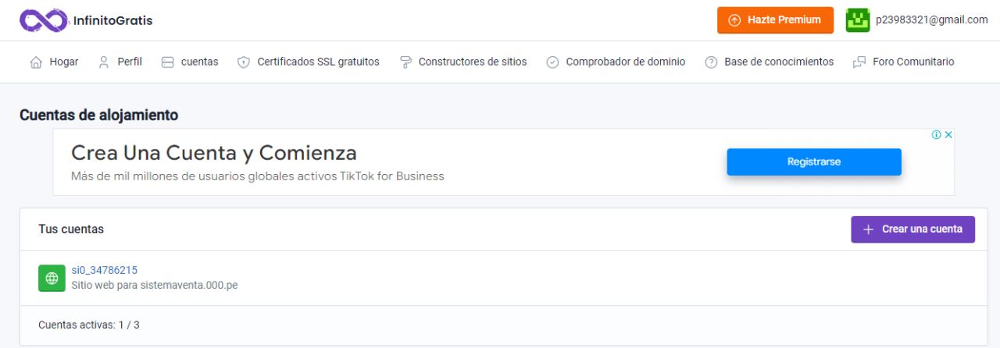 InfinitoGratis
Hazte Premium
p23983321@gmail.com
Hogar
Perfil
cuentas
Certificados SSL gratuitos
Constructores de sitios
Comprobador de dominio
Base de conocimientos
Foro Comunitario
Cuentas de alojamiento
Crea Una Cuenta y Comienza
Más de mil millones de usuarios globales activos TikTok for Business
Registrarse
Tus cuentas
Crear una cuenta
si0_34786215
Sitio web para sistemaventa.000.pe
Cuentas activas: 1 / 3